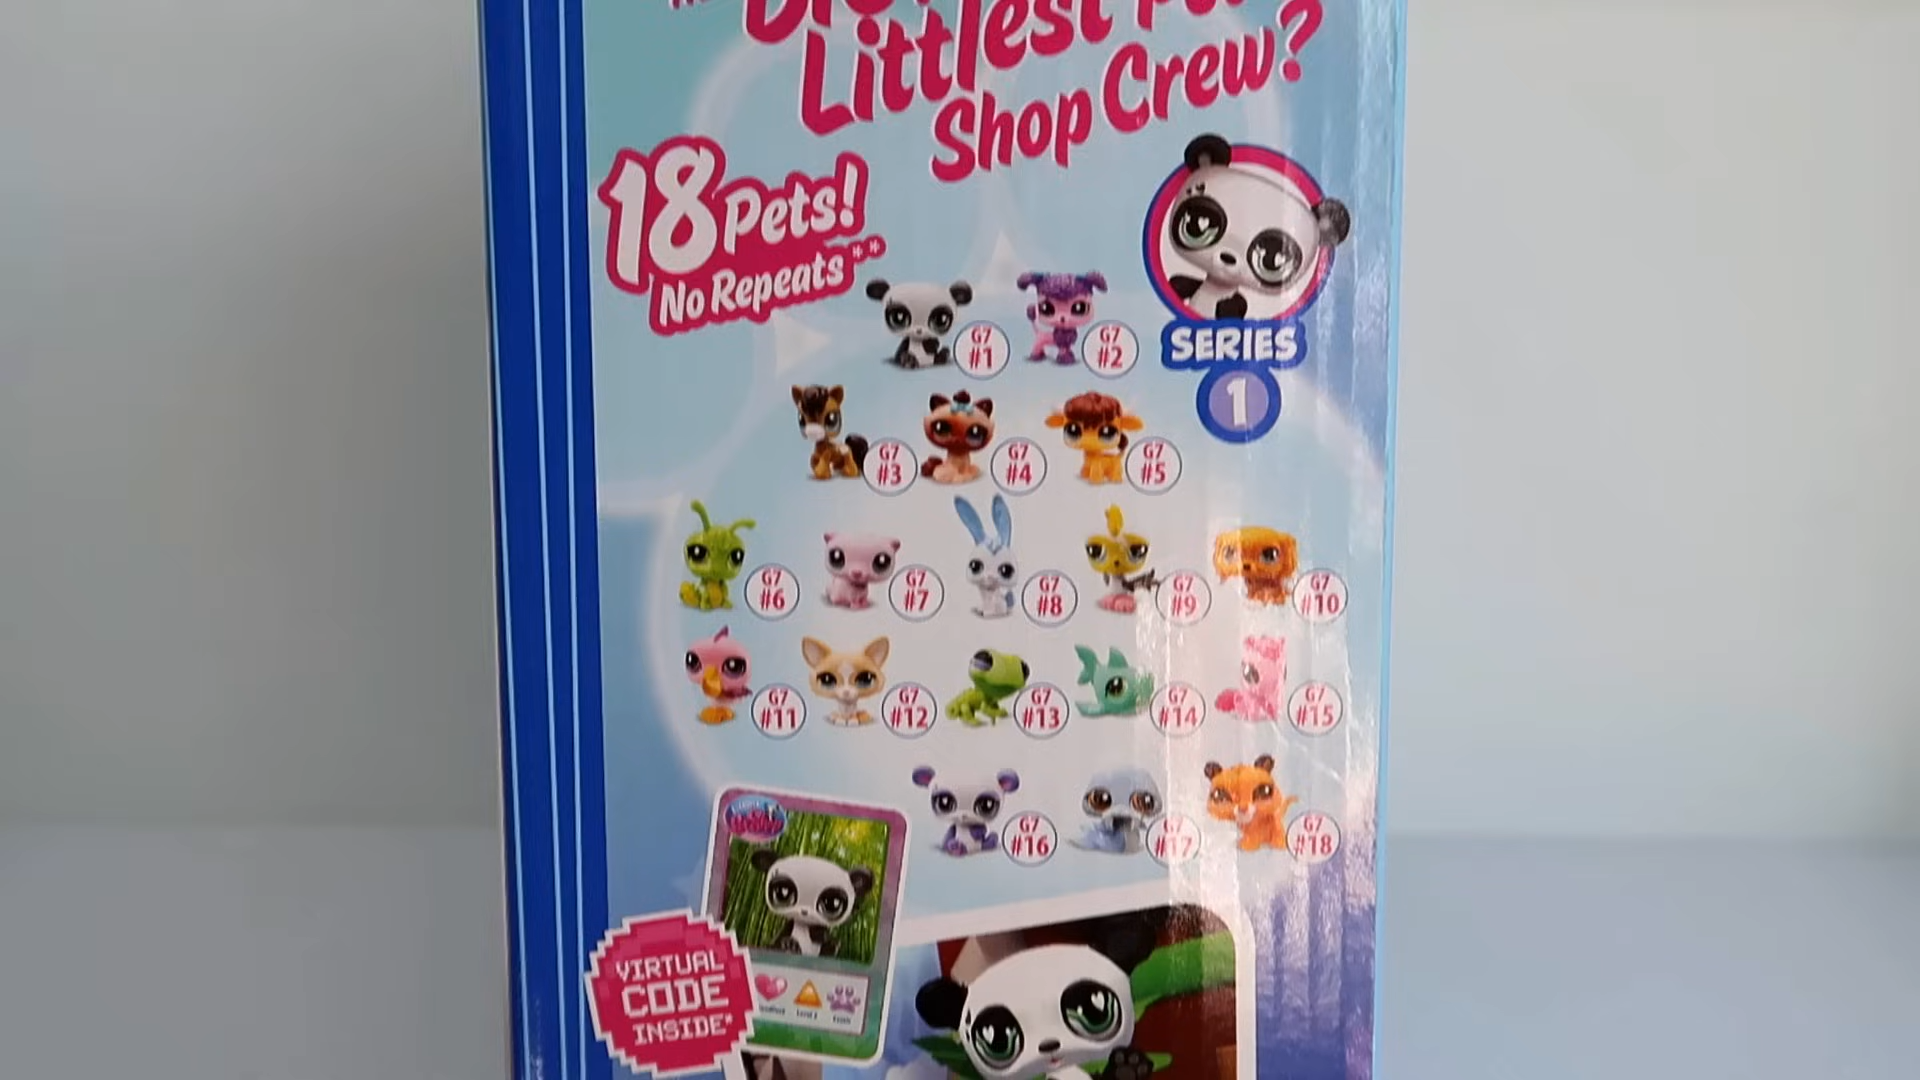 Littlest
Shop Crew?
18 Pets!
No Repeats**
SERIES
1
G7
#1
G7
#2
G7
#3
G7
#4
G7
#5
G7
#6
G7
#7
G7
#8
G7
#9
G7
#10
G7
#11
G7
#12
G7
#13
G7
#14
G7
#15
G7
#16
G7
#17
G7
#18
VIRTUAL
CODE
INSIDE*